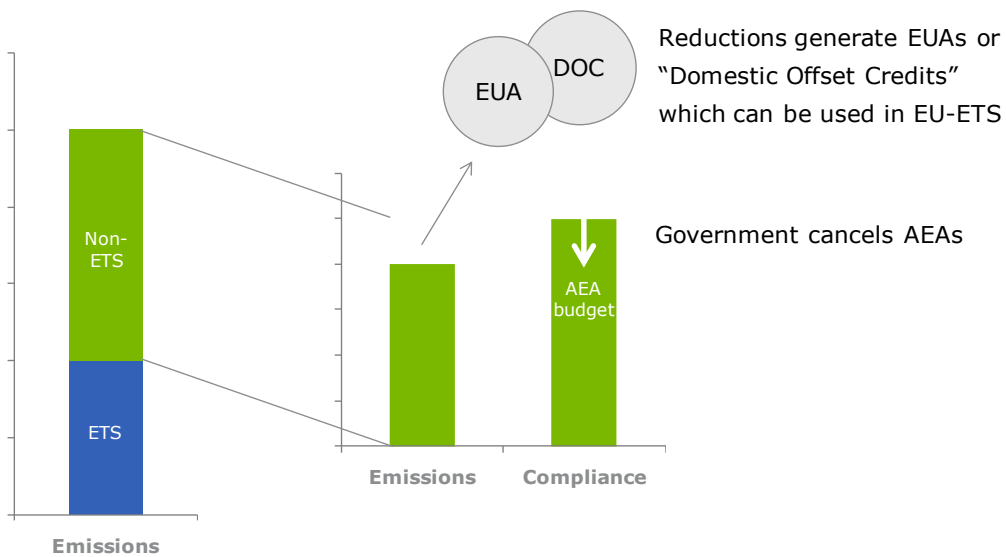 Reductions generate EUAs or
“Domestic Offset Credits”
which can be used in EU-ETS
DOC
EUA
Government cancels AEAs
Non-
ETS
AEA
budget
ETS
Emissions
Compliance
Emissions